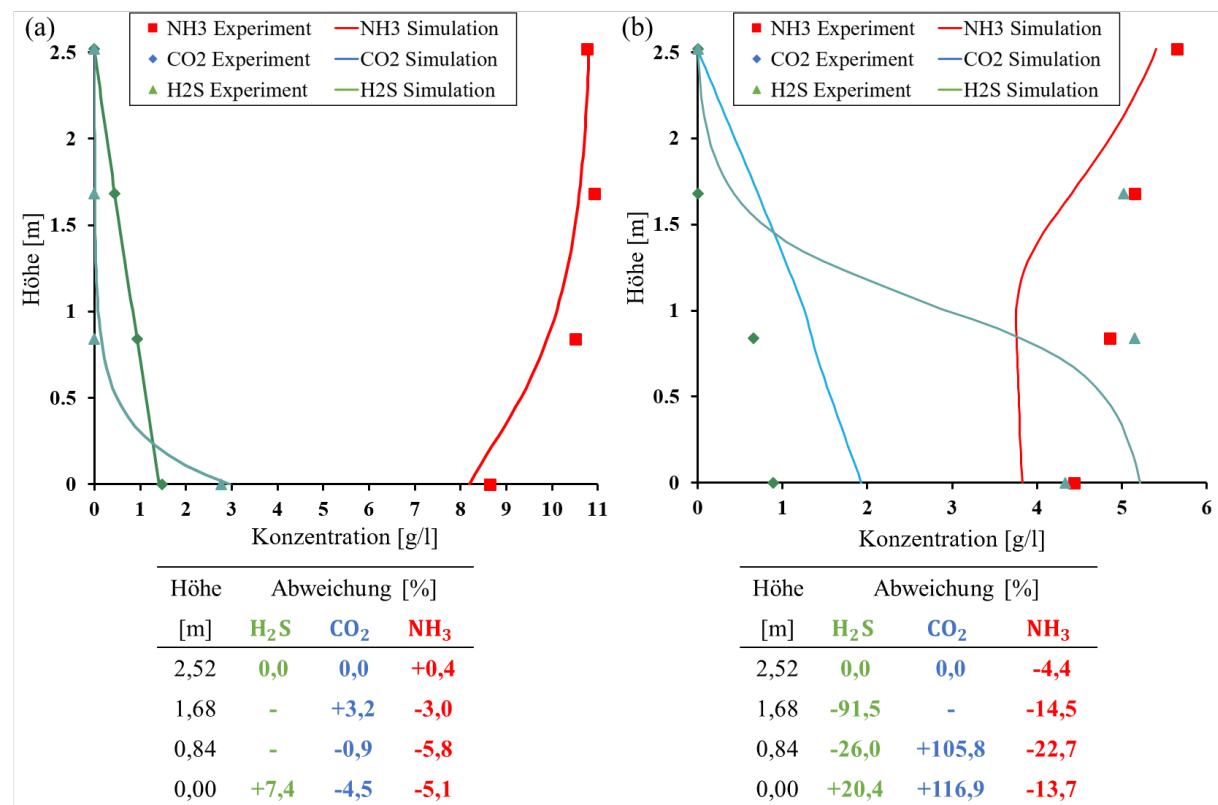 (a)
NH3 Experiment NH3 Simulation
CO2 Experiment CO2 Simulation
H2S Experiment H2S Simulation
2.5
2
1.5
1
0.5
0
Höhe [m]
0 1 2 3 4 5 6 7 8 9 10 11
Konzentration [g/l]
Höhe Abweichung [%]
[m] H₂S CO₂ NH₃
2,52 0,0 0,0 +0,4
1,68 - +3,2 -3,0
0,84 - -0,9 -5,8
0,00 +7,4 -4,5 -5,1
(b)
NH3 Experiment NH3 Simulation
CO2 Experiment CO2 Simulation
H2S Experiment H2S Simulation
2.5
2
1.5
1
0.5
0
Höhe [m]
0 1 2 3 4 5 6
Konzentration [g/l]
Höhe Abweichung [%]
[m] H₂S CO₂ NH₃
2,52 0,0 0,0 -4,4
1,68 -91,5 - -14,5
0,84 -26,0 +105,8 -22,7
0,00 +20,4 +116,9 -13,7